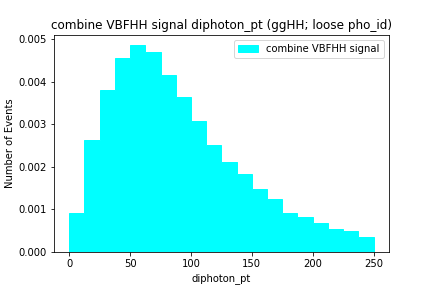 combine VBFHH signal diphoton_pt (ggHH; loose pho_id)
combine VBFHH signal
Number of Events
0.005
0.004
0.003
0.002
0.001
0.000
0 50 100 150 200 250
diphoton_pt